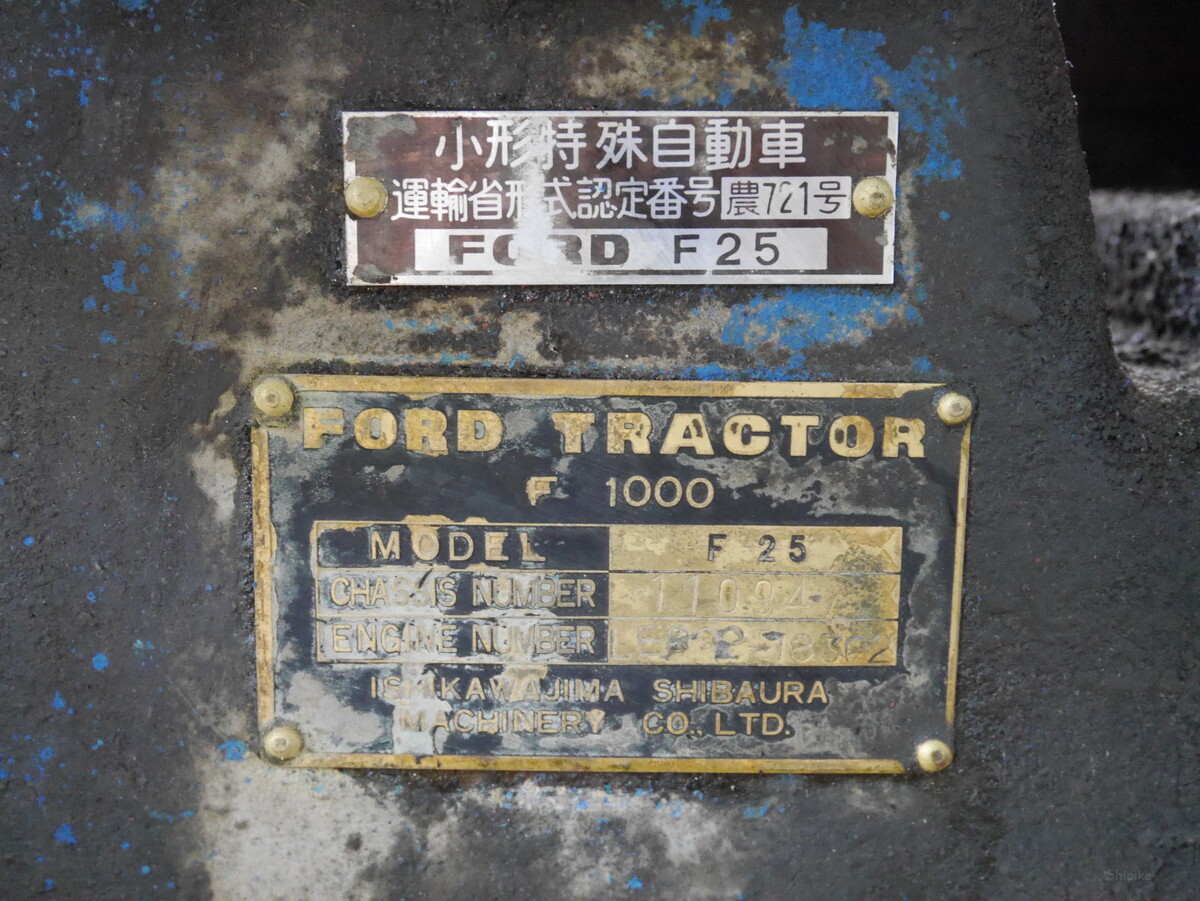 小形特殊自動車
運輸省形式認定番号 農721号
FORD F25
FORD TRACTOR
F 1000
MODEL F 25
CHASSIS NUMBER
ENGINE NUMBER
ISHIKAWAJIMA SHIBAURA
MACHINERY CO., LTD.